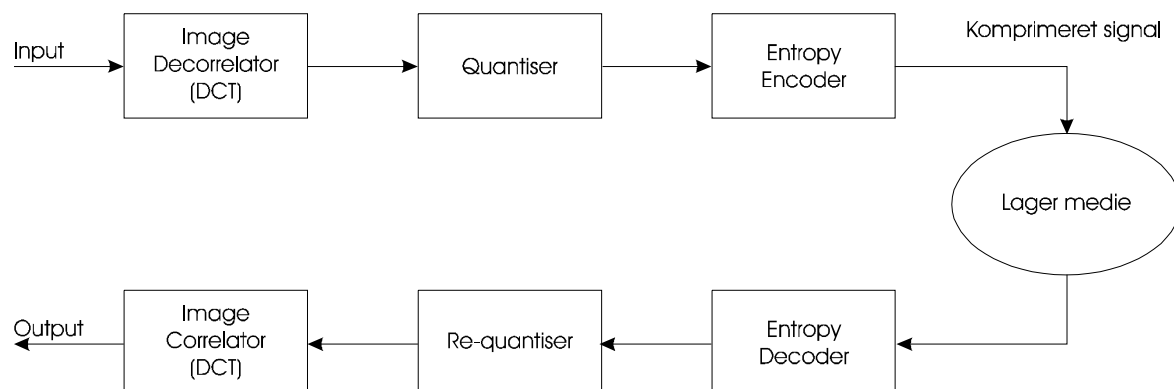 Input
Image
Decorrelator
(DCT)
Quantiser
Entropy
Encoder
Komprimeret signal
Lager medie
Output
Image
Correlator
(DCT)
Re-quantiser
Entropy
Decoder